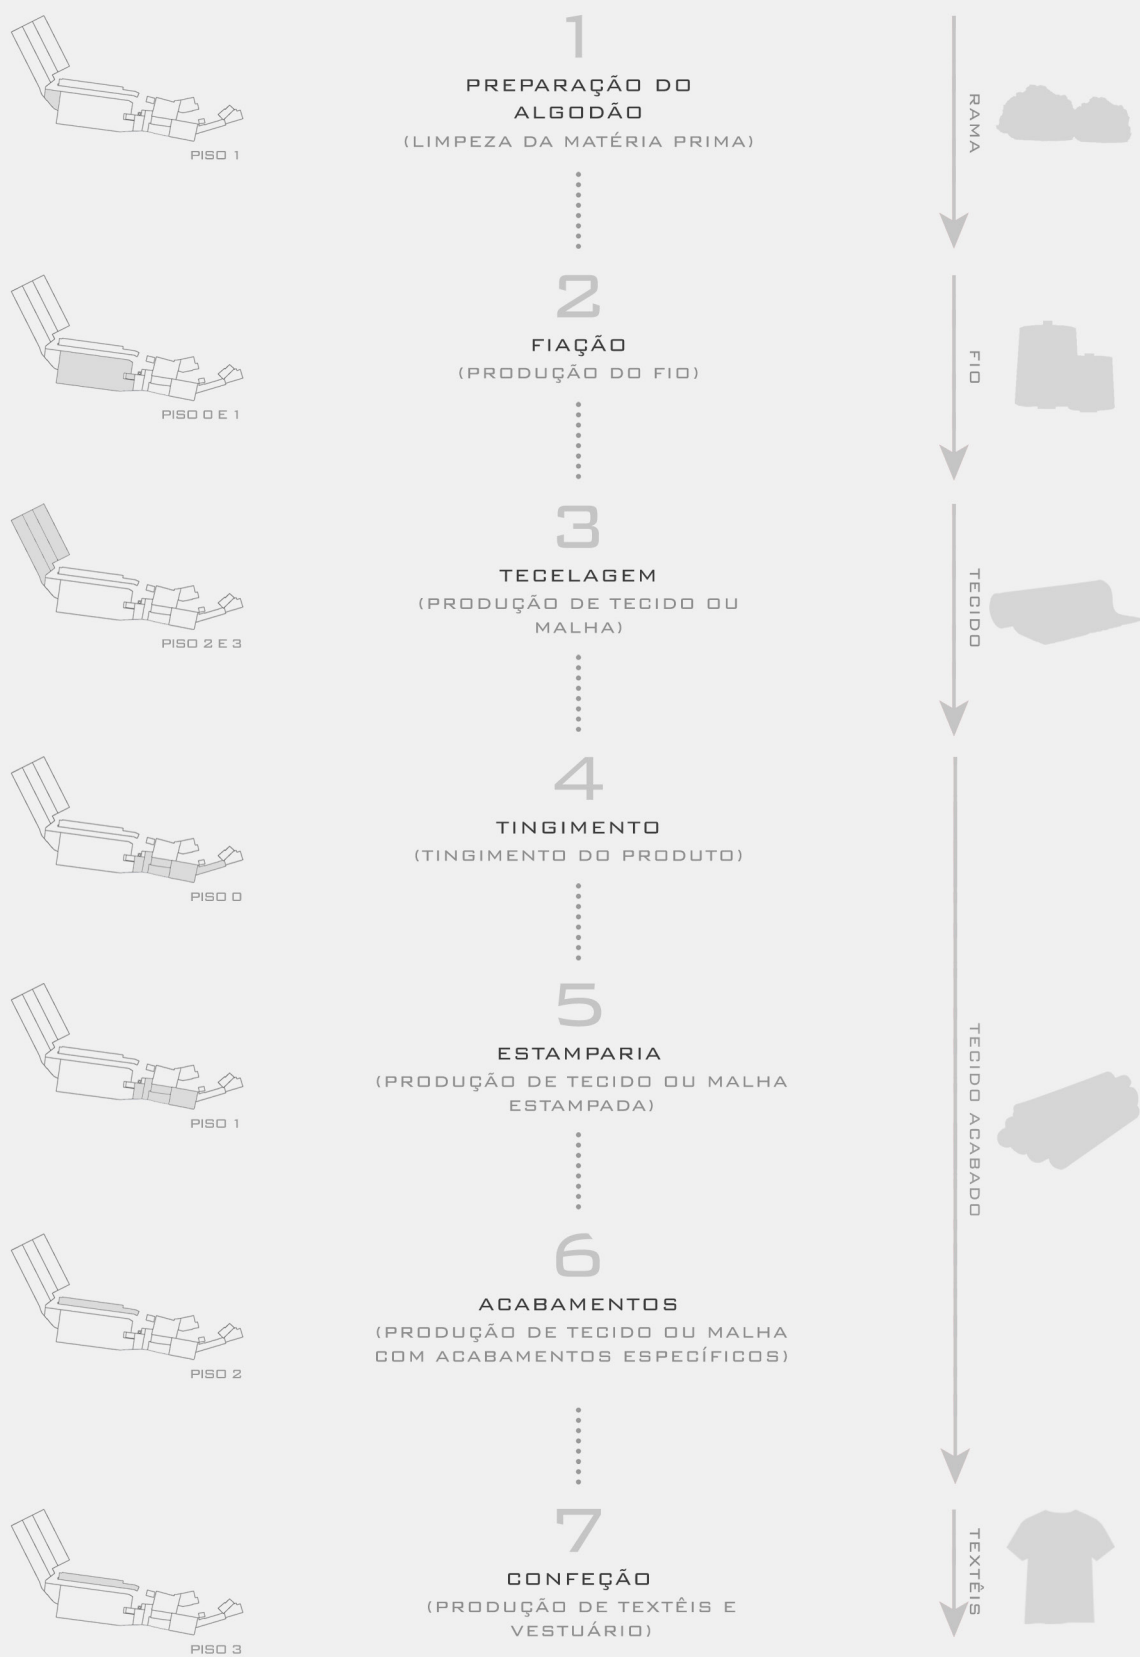 1
PREPARAÇÃO DO
ALGODÃO
(LIMPEZA DA MATÉRIA PRIMA)
PISO 1
RAMA
2
FIAÇÃO
(PRODUÇÃO DO FIO)
PISO 0 E 1
FIO
3
TECELAGEM
(PRODUÇÃO DE TECIDO OU
MALHA)
PISO 2 E 3
TECIDO
4
TINGIMENTO
(TINGIMENTO DO PRODUTO)
PISO 0
5
ESTAMPARIA
(PRODUÇÃO DE TECIDO OU MALHA
ESTAMPADA)
PISO 1
TECIDO ACABADO
6
ACABAMENTOS
(PRODUÇÃO DE TECIDO OU MALHA
COM ACABAMENTOS ESPECÍFICOS)
PISO 2
7
CONFEÇÃO
(PRODUÇÃO DE TEXTÊIS E
VESTUÁRIO)
PISO 3
TEXTÊIS